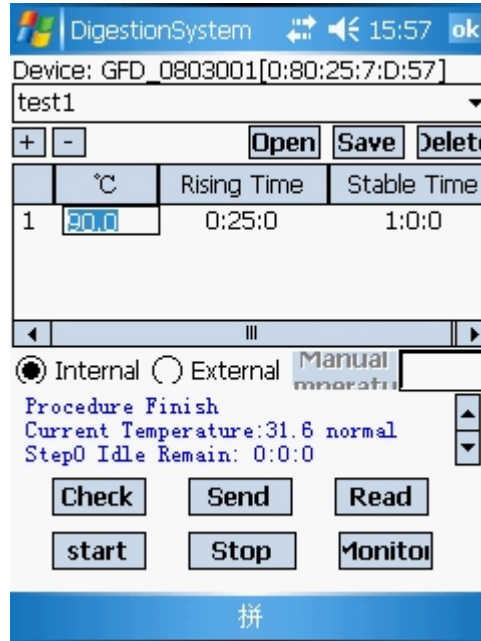 DigestionSystem 15:57 ok
Device: GFD_0803001[0:80:25:7:D:57]
test1
+ - Open Save Delete
°C Rising Time Stable Time
1 90.0 0:25:0 1:0:0
Internal External Manual
Procedure Finish
Current Temperature:31.6 normal
Step0 Idle Remain: 0:0:0
Check Send Read
start Stop Monitor
拼